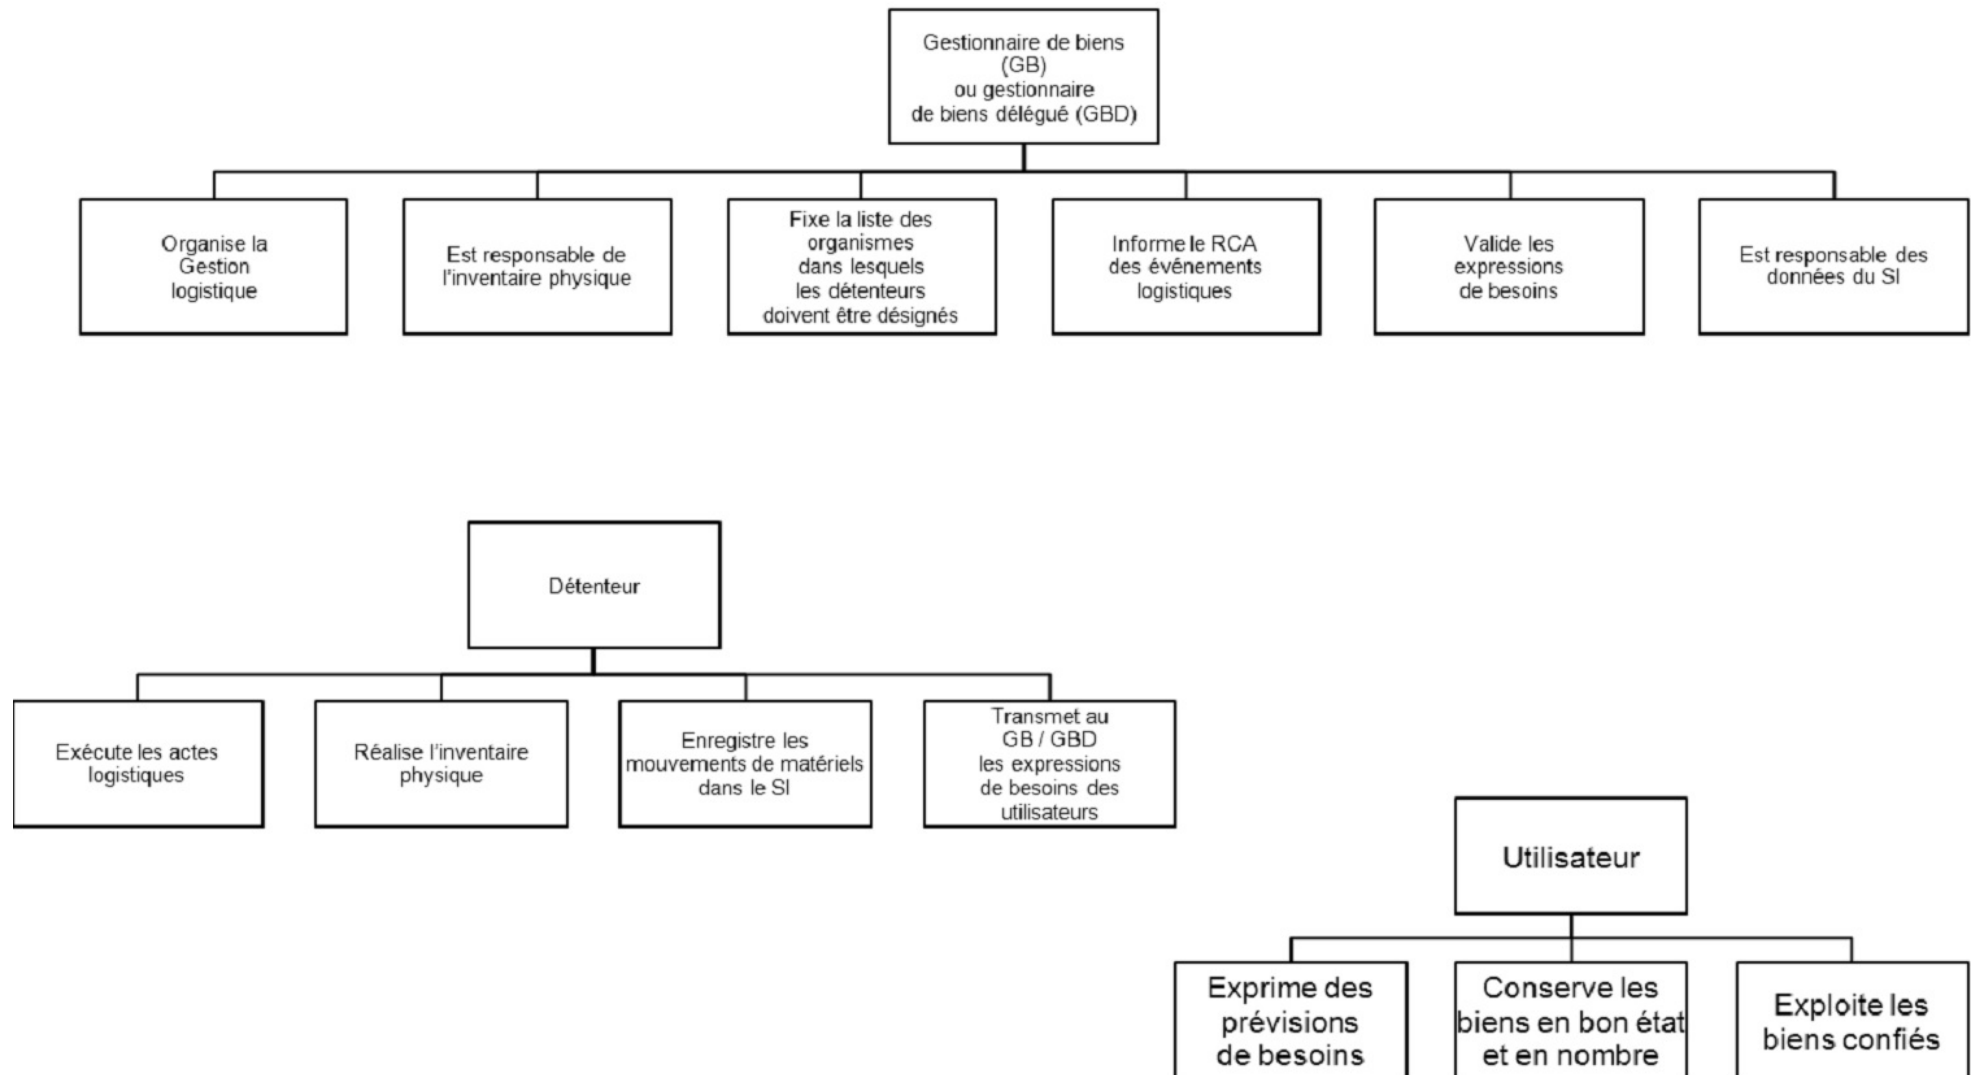 Gestionnaire de biens
(GB)
ou gestionnaire
de biens délégué (GBD)
Organise la
Gestion
logistique
Est responsable de
l'inventaire physique
Fixe la liste des
organismes
dans lesquels
les détenteurs
doivent être désignés
Informe le RCA
des événements
logistiques
Valide les
expressions
de besoins
Est responsable des
données du SI
Détenteur
Exécute les actes
logistiques
Réalise l'inventaire
physique
Enregistre les
mouvements de matériels
dans le SI
Transmet au
GB / GBD
les expressions
de besoins des
utilisateurs
Utilisateur
Exprime des
prévisions
de besoins
Conserve les
biens en bon état
et en nombre
Exploite les
biens confiés